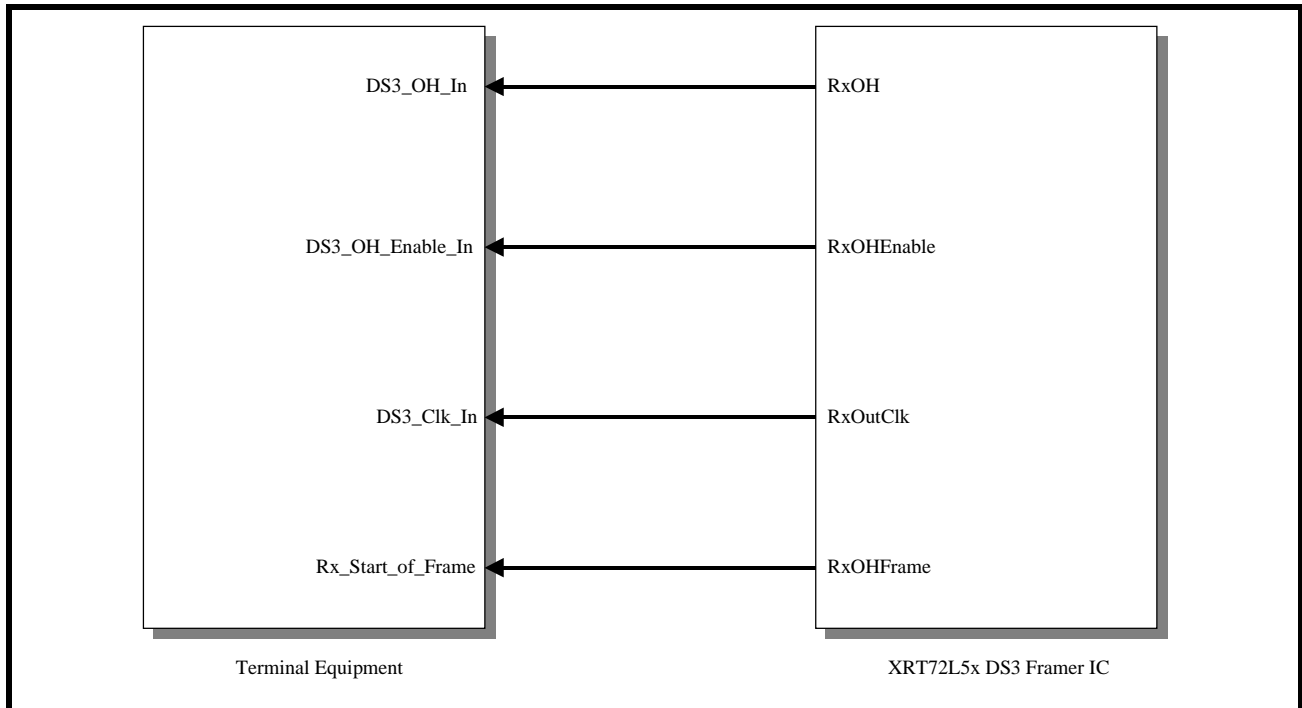 DS3_OH_In
RxOH
DS3_OH_Enable_In
RxOHEnable
DS3_Clk_In
RxOutClk
Rx_Start_of_Frame
RxOHFrame
Terminal Equipment
XRT72L5x DS3 Framer IC